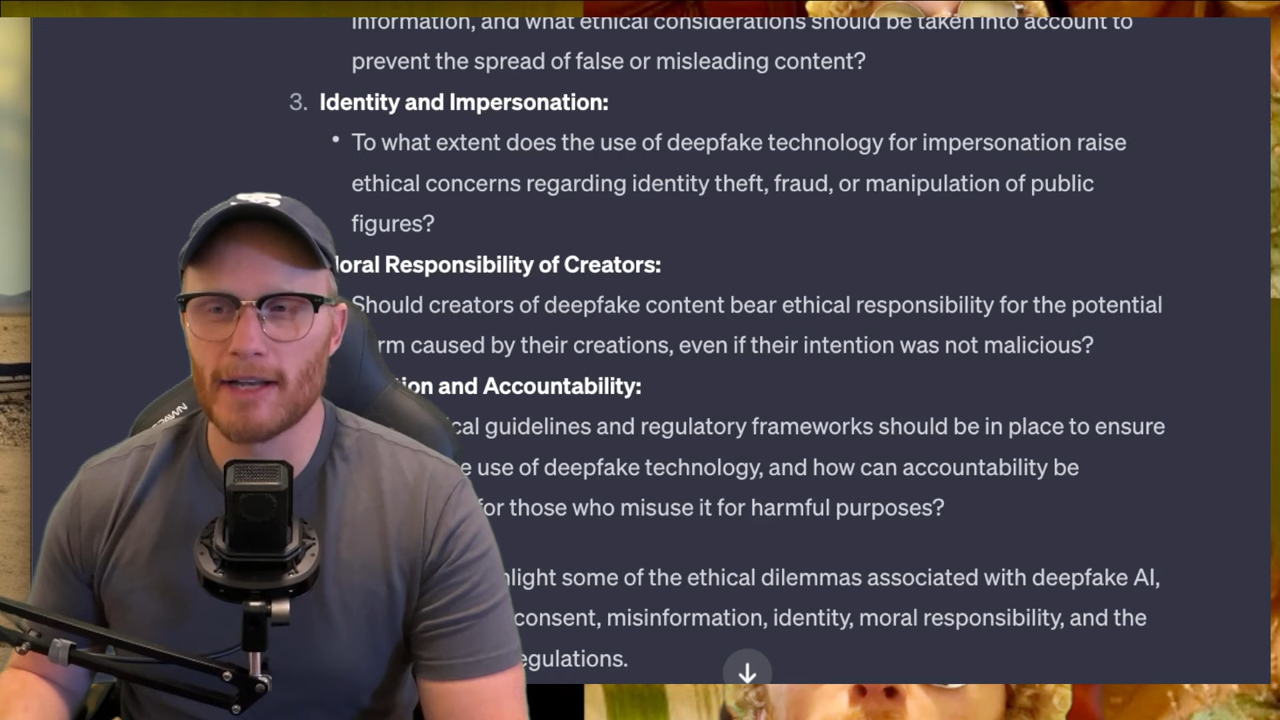 information, and what ethical considerations should be taken into account to
prevent the spread of false or misleading content?
3. Identity and Impersonation:
• To what extent does the use of deepfake technology for impersonation raise
ethical concerns regarding identity theft, fraud, or manipulation of public
figures?
oral Responsibility of Creators:
Should creators of deepfake content bear ethical responsibility for the potential
rm caused by their creations, even if their intention was not malicious?
ion and Accountability:
cal guidelines and regulatory frameworks should be in place to ensure
e use of deepfake technology, and how can accountability be
for those who misuse it for harmful purposes?
light some of the ethical dilemmas associated with deepfake AI,
consent, misinformation, identity, moral responsibility, and the
egulations.